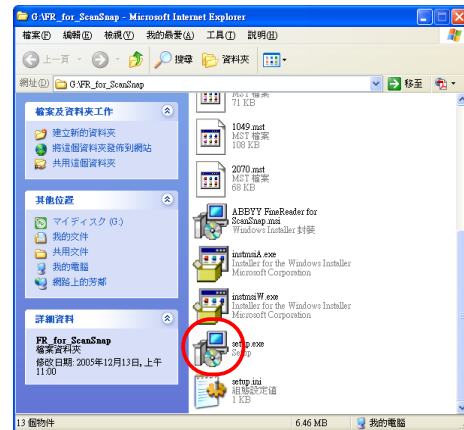 G:\FR_for_ScanSnap - Microsoft Internet Explorer
檔案(F) 編輯(E) 檢視(V) 我的最愛(A) 工具(T) 說明(H)
上一頁 搜尋 資料夾
網址(D) G:\FR_for_ScanSnap 移至
檔案及資料夾工作
建立新的資料夾
將這個資料夾發佈到網站
共用這個資料夾
其他位置
マイディスク (G:)
我的文件
共用文件
我的電腦
網路上的芳鄰
詳細資料
FR_for_ScanSnap
檔案資料夾
修改日期: 2005年12月13日, 上午
11:00
MST 檔案
71 KB
1049.mst
MST 檔案
108 KB
2070.mst
MST 檔案
68 KB
ABBYY FineReader for
ScanSnap.msi
Windows Installer 封裝
instmsiA.exe
Installer for the Windows Installer
Microsoft Corporation
instmsiW.exe
Installer for the Windows Installer
Microsoft Corporation
setup.exe
Setup
setup.ini
組態設定值
1 KB
13 個物件 6.46 MB 我的電腦